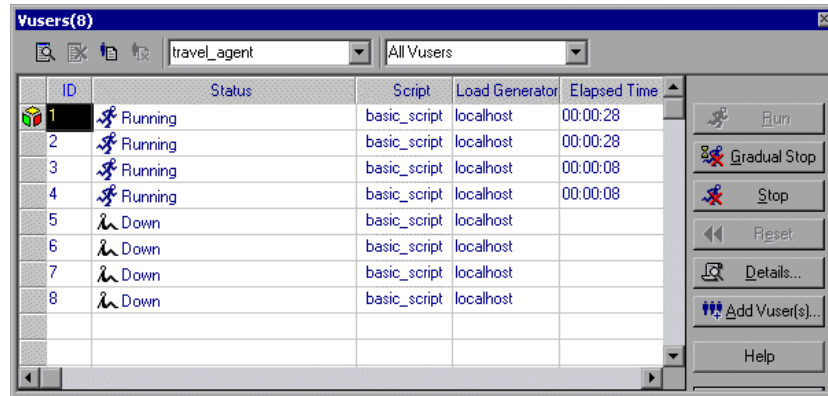 Vusers(8)
travel_agent All Vusers
ID Status Script Load Generator Elapsed Time
1 Running basic_script localhost 00:00:28
2 Running basic_script localhost 00:00:28
3 Running basic_script localhost 00:00:08
4 Running basic_script localhost 00:00:08
5 Down basic_script localhost
6 Down basic_script localhost
7 Down basic_script localhost
8 Down basic_script localhost
Run
Gradual Stop
Stop
Reset
Details...
Add Vuser(s)...
Help